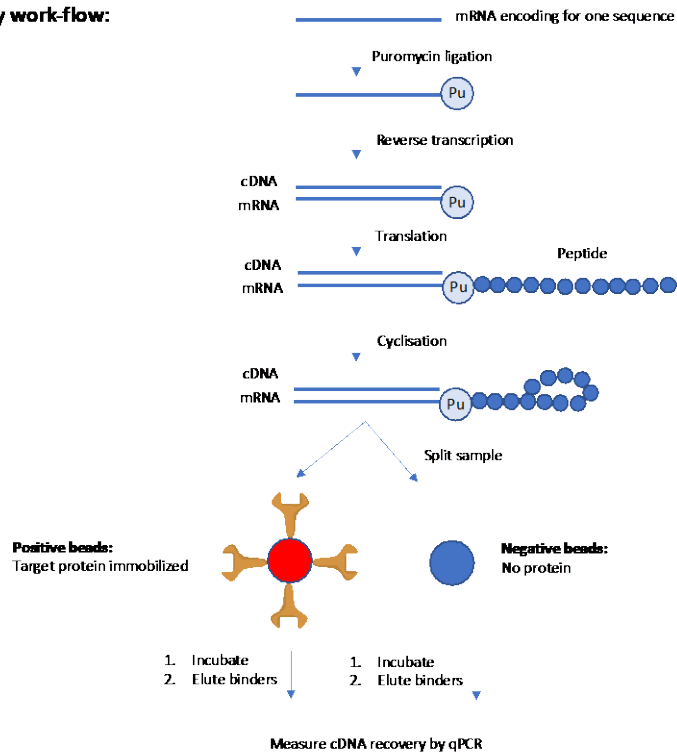 y work-flow:
mRNA encoding for one sequence
Puromycin ligation
Pu
Reverse transcription
cDNA
mRNA
Pu
Translation
Peptide
cDNA
mRNA
Pu
Cyclisation
cDNA
mRNA
Pu
Split sample
Positive beads:
Target protein immobilized
Negative beads:
No protein
1. Incubate
2. Elute binders
1. Incubate
2. Elute binders
Measure cDNA recovery by qPCR